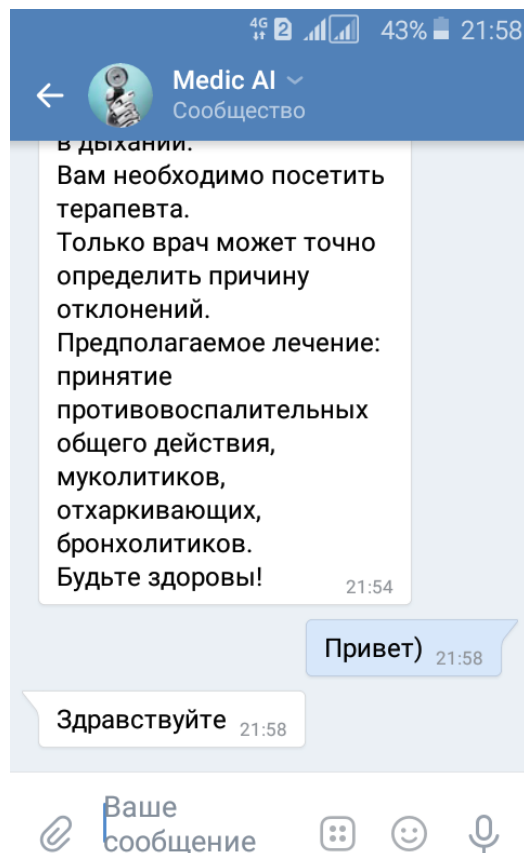 4G 2 43% 21:58
Medic AI
Сообщество
в дыхании.
Вам необходимо посетить
терапевта.
Только врач может точно
определить причину
отклонений.
Предполагаемое лечение:
принятие
противовоспалительных
общего действия,
муколитиков,
отхаркивающих,
бронхолитиков.
Будьте здоровы! 21:54
Привет) 21:58
Здравствуйте 21:58
Ваше
сообщение